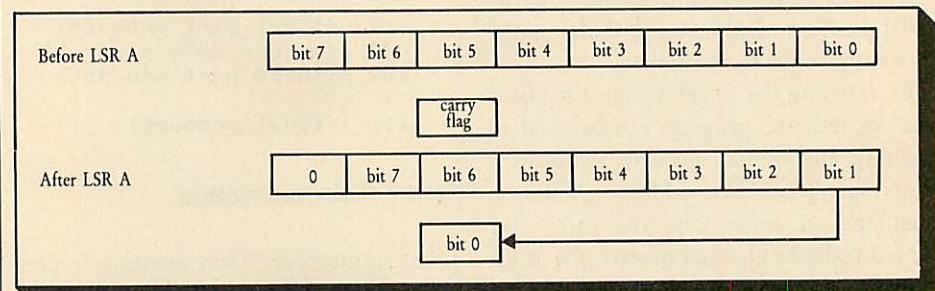 Before LSR A bit 7 bit 6 bit 5 bit 4 bit 3 bit 2 bit 1 bit 0
carry
flag
After LSR A 0 bit 7 bit 6 bit 5 bit 4 bit 3 bit 2 bit 1
bit 0